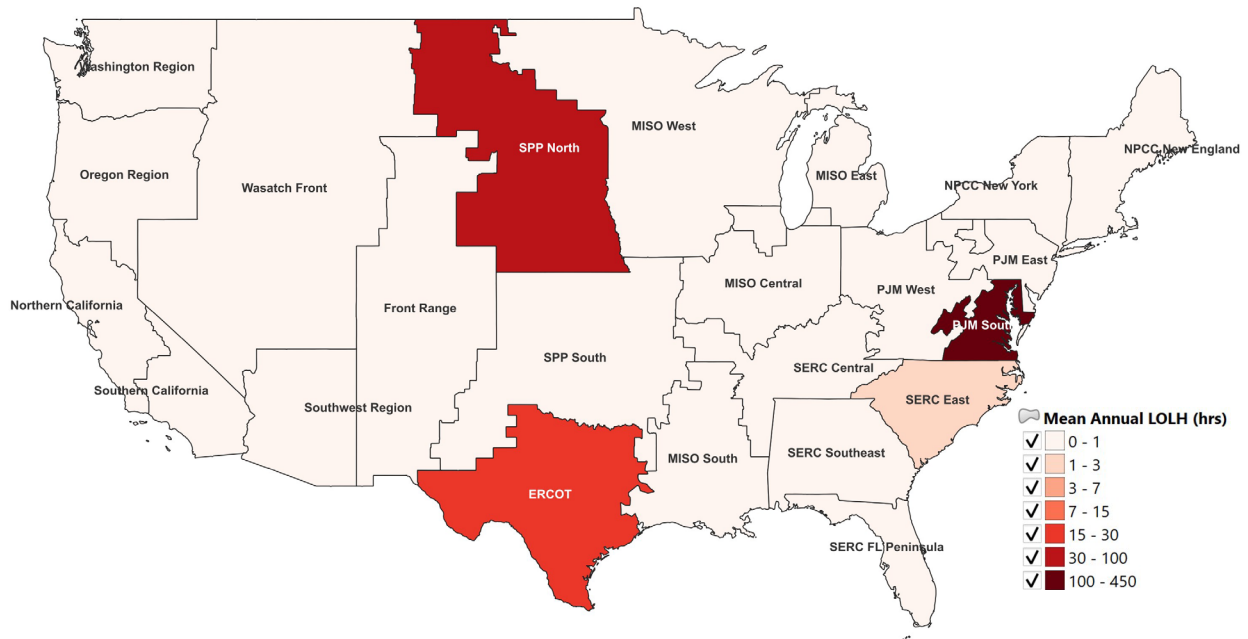 Washington Region
MISO West
SPP North
NPCC New England
Oregon Region
MISO East
Wasatch Front
NPCC New York
PJM East
MISO Central
PJM West
Northern California
Front Range
PJM South
SPP South
SERC Central
Southern California
SERC East
Southwest Region
Mean Annual LOLH (hrs)
0 - 1
SERC Southeast
MISO South
1 - 3
3 - 7
ERCOT
7 - 15
15 - 30
SERC FL Peninsula
30 - 100
100 - 450